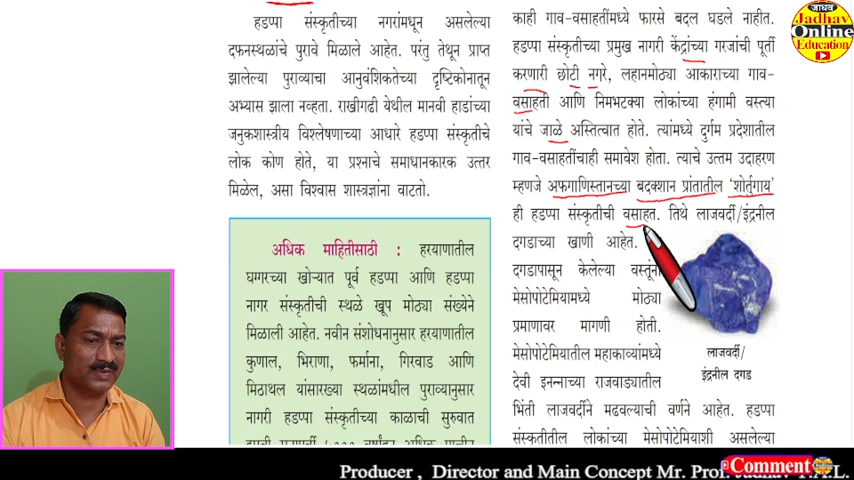 हडप्पा संस्कृतीच्या नगरांमधून असलेल्या
दफनस्थळांचे पुरावे मिळाले आहेत. परंतु तेथून प्राप्त
झालेल्या पुराव्याचा आनुवंशिकतेच्या दृष्टिकोनातून
अभ्यास झाला नव्हता. राखीगढी येथील मानवी हाडांच्या
जनुकशास्त्रीय विश्लेषणाच्या आधारे हडप्पा संस्कृतीचे
लोक कोण होते, या प्रश्नाचे समाधानकारक उत्तर
मिळेल, असा विश्वास शास्त्रज्ञांना वाटतो.
अधिक माहितीसाठी : हरयाणातील
घग्गरच्या खोऱ्यात पूर्व हडप्पा आणि हडप्पा
नागर संस्कृतीची स्थळे खूप मोठ्या संख्येने
मिळाली आहेत. नवीन संशोधनानुसार हरयाणातील
कुणाल, भिराणा, फर्माना, गिरवाड आणि
मिठाथल यांसारख्या स्थळांमधील पुराव्यानुसार
नागरी हडप्पा संस्कृतीच्या काळाची सुरुवात
काही गाव-वसाहतींमध्ये फारसे बदल घडले नाहीत.
हडप्पा संस्कृतीच्या प्रमुख नागरी केंद्रांच्या गरजांची पूर्ती
करणारी छोटी नगरे, लहानमोठ्या आकाराच्या गाव-
वसाहती आणि निमभटक्या लोकांच्या हंगामी वस्त्या
यांचे जाळे अस्तित्वात होते. त्यांमध्ये दुर्गम प्रदेशातील
गाव-वसाहतींचाही समावेश होता. त्याचे उत्तम उदाहरण
म्हणजे अफगाणिस्तानच्या बदक्शान प्रांतातील 'शोर्तुगाय'
ही हडप्पा संस्कृतीची वसाहत. तिथे लाजवर्दी/इंद्रनील
दगडाच्या खाणी आहेत.
दगडापासून केलेल्या वस्तूंना
मेसोपोटेमियामध्ये मोठ्या
प्रमाणावर मागणी होती.
मेसोपोटेमियातील महाकाव्यांमध्ये
देवी इनन्नाच्या राजवाड्यातील
भिंती लाजवर्दीने मढवल्याची वर्णने आहेत. हडप्पा
संस्कृतीतील लोकांच्या मेसोपोटेमियाशी असलेल्या
लाजवर्दी/
इंद्रनील दगड
जाधव
Jadhav
Online
Education
Producer , Director and Main Concept Mr. Prof. Jadhav T.A.L.
Comment